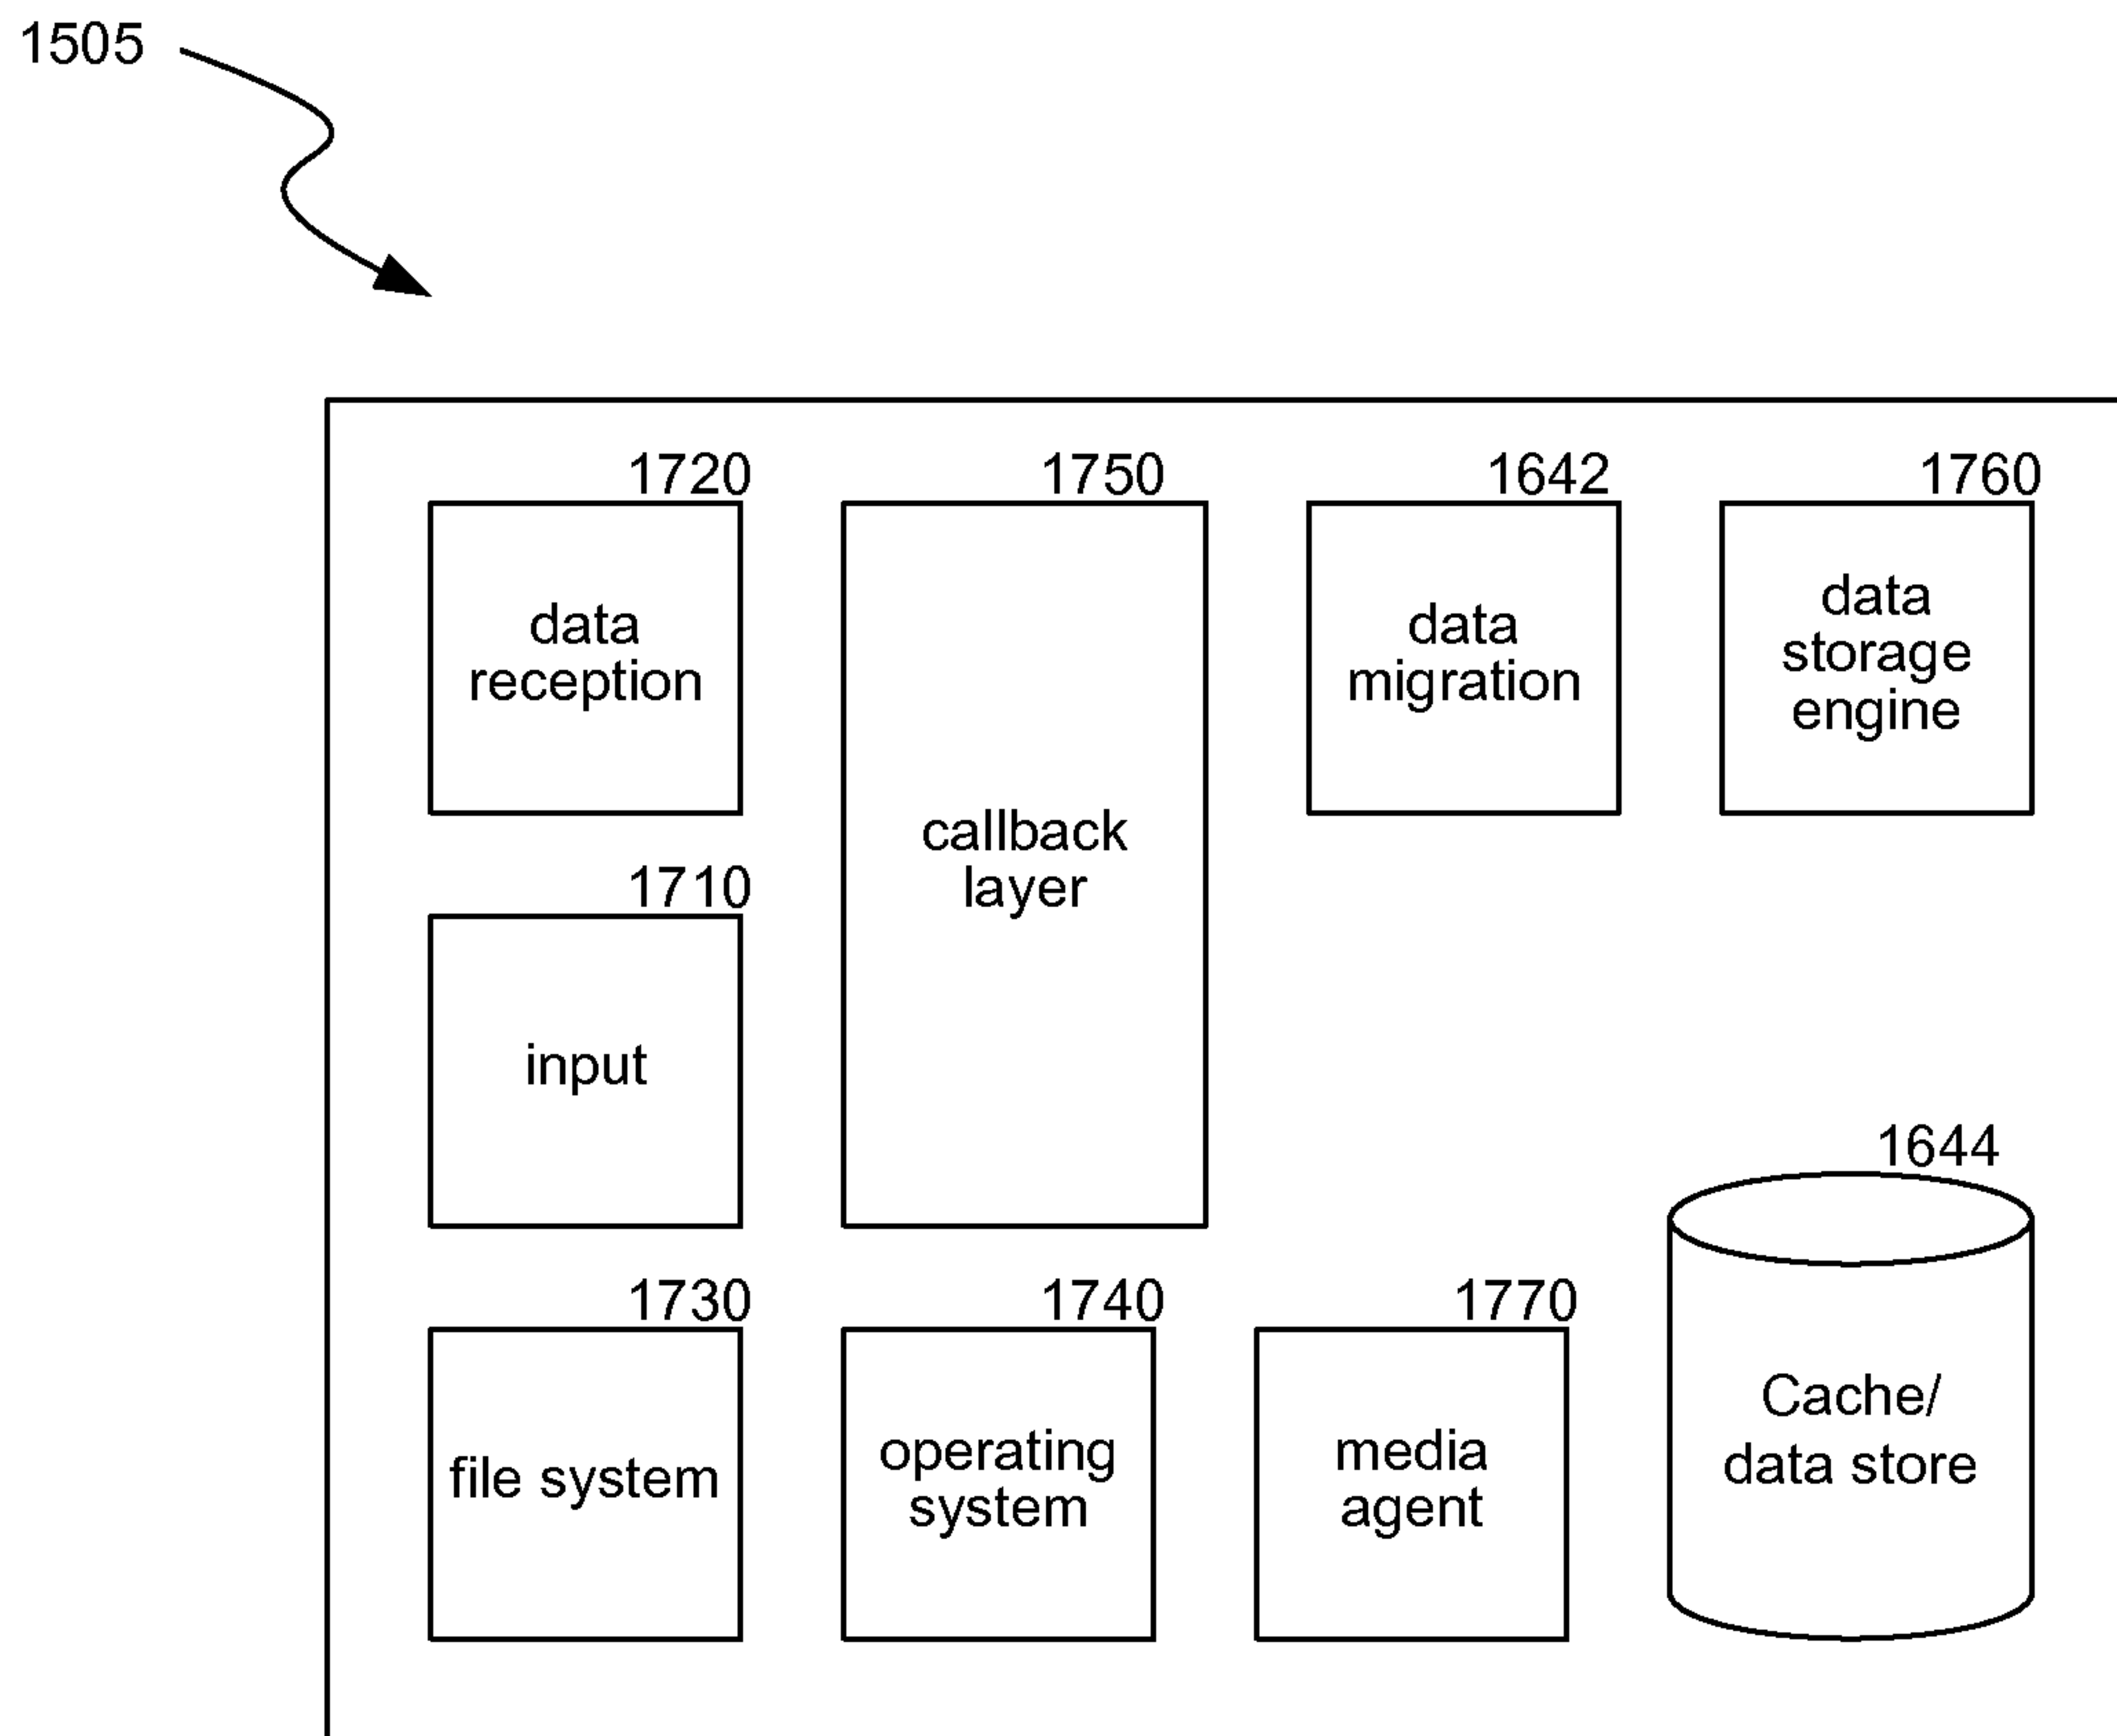 1505
1720
data
reception
1750
callback
layer
1642
data
migration
1760
data
storage
engine
1710
input
1730
file system
1740
operating
system
1770
media
agent
1644
Cache/
data store